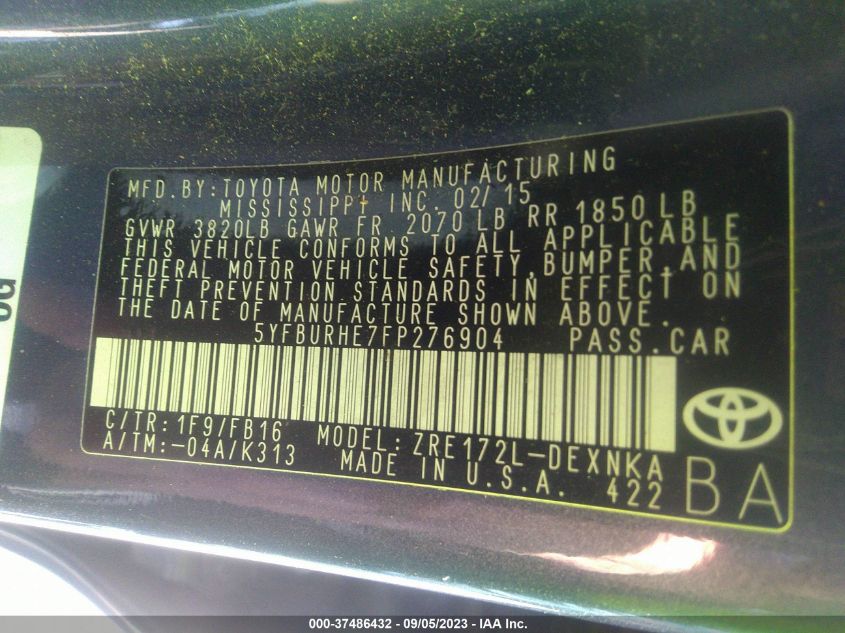 MFD.BY:TOYOTA MOTOR MANUFACTURING
MISSISSIPPI INC. 02/15
GVWR 3820LB GAWR FR 2070 LB RR 1850 LB
THIS VEHICLE CONFORMS TO ALL APPLICABLE
FEDERAL MOTOR VEHICLE SAFETY,BUMPER,AND
THEFT PREVENTION STANDARDS IN EFFECT ON
THE DATE OF MANUFACTURE SHOWN ABOVE.
5YFBURHE7FP276904 PASS.CAR
C/TR:1F9/FB16 MODEL:ZRE172L-DEXNKA
A/TM:-04A/K313 MADE IN U.S.A. 422
BA
000-37486432 - 09/05/2023 - IAA Inc.